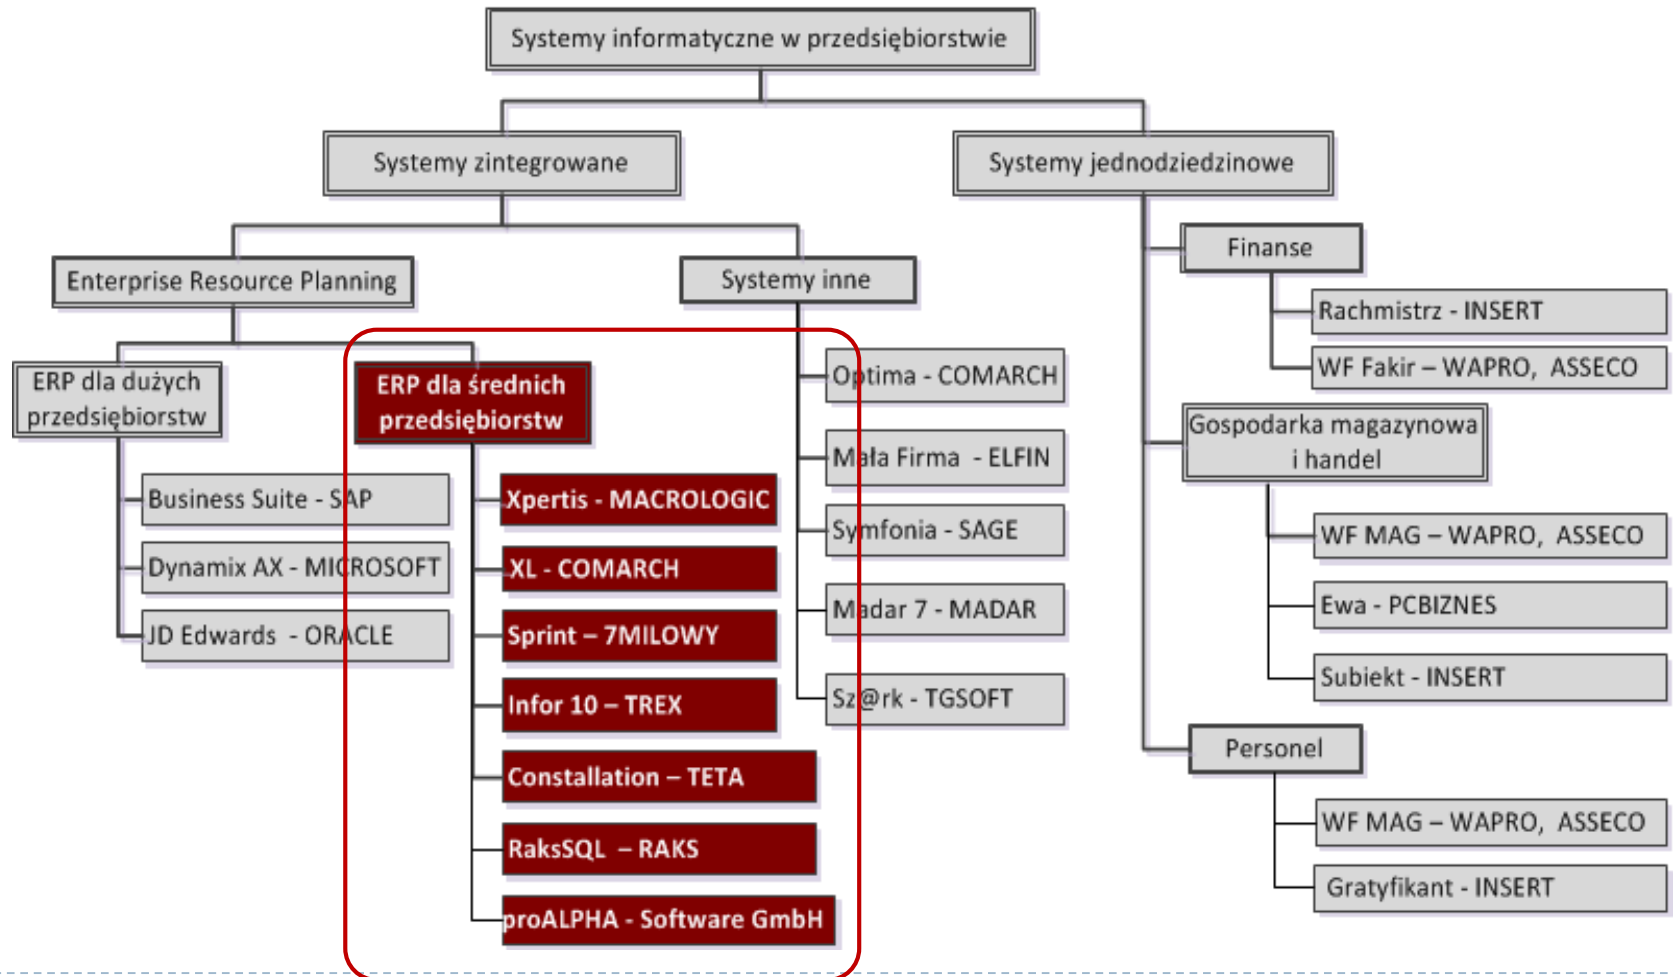 Systemy informatyczne w przedsiębiorstwie
Systemy zintegrowane
Systemy jednodziedzinowe
Enterprise Resource Planning
Systemy inne
ERP dla dużych
przedsiębiorstw
Business Suite - SAP
Dynamix AX - MICROSOFT
JD Edwards - ORACLE
ERP dla średnich
przedsiębiorstw
Xpertis - MACROLOGIC
XL - COMARCH
Sprint – 7MILOWY
Infor 10 – TREX
Constallation – TETA
RaksSQL – RAKS
proALPHA - Software GmbH
Optima - COMARCH
Mała Firma - ELFIN
Symfonia - SAGE
Madar 7 - MADAR
Sz@rk - TGSOFT
Finanse
Rachmistrz - INSERT
WF Fakir – WAPRO, ASSECO
Gospodarka magazynowa
i handel
WF MAG – WAPRO, ASSECO
Ewa - PCBIZNES
Subiekt - INSERT
Personel
WF MAG – WAPRO, ASSECO
Gratyfikant - INSERT